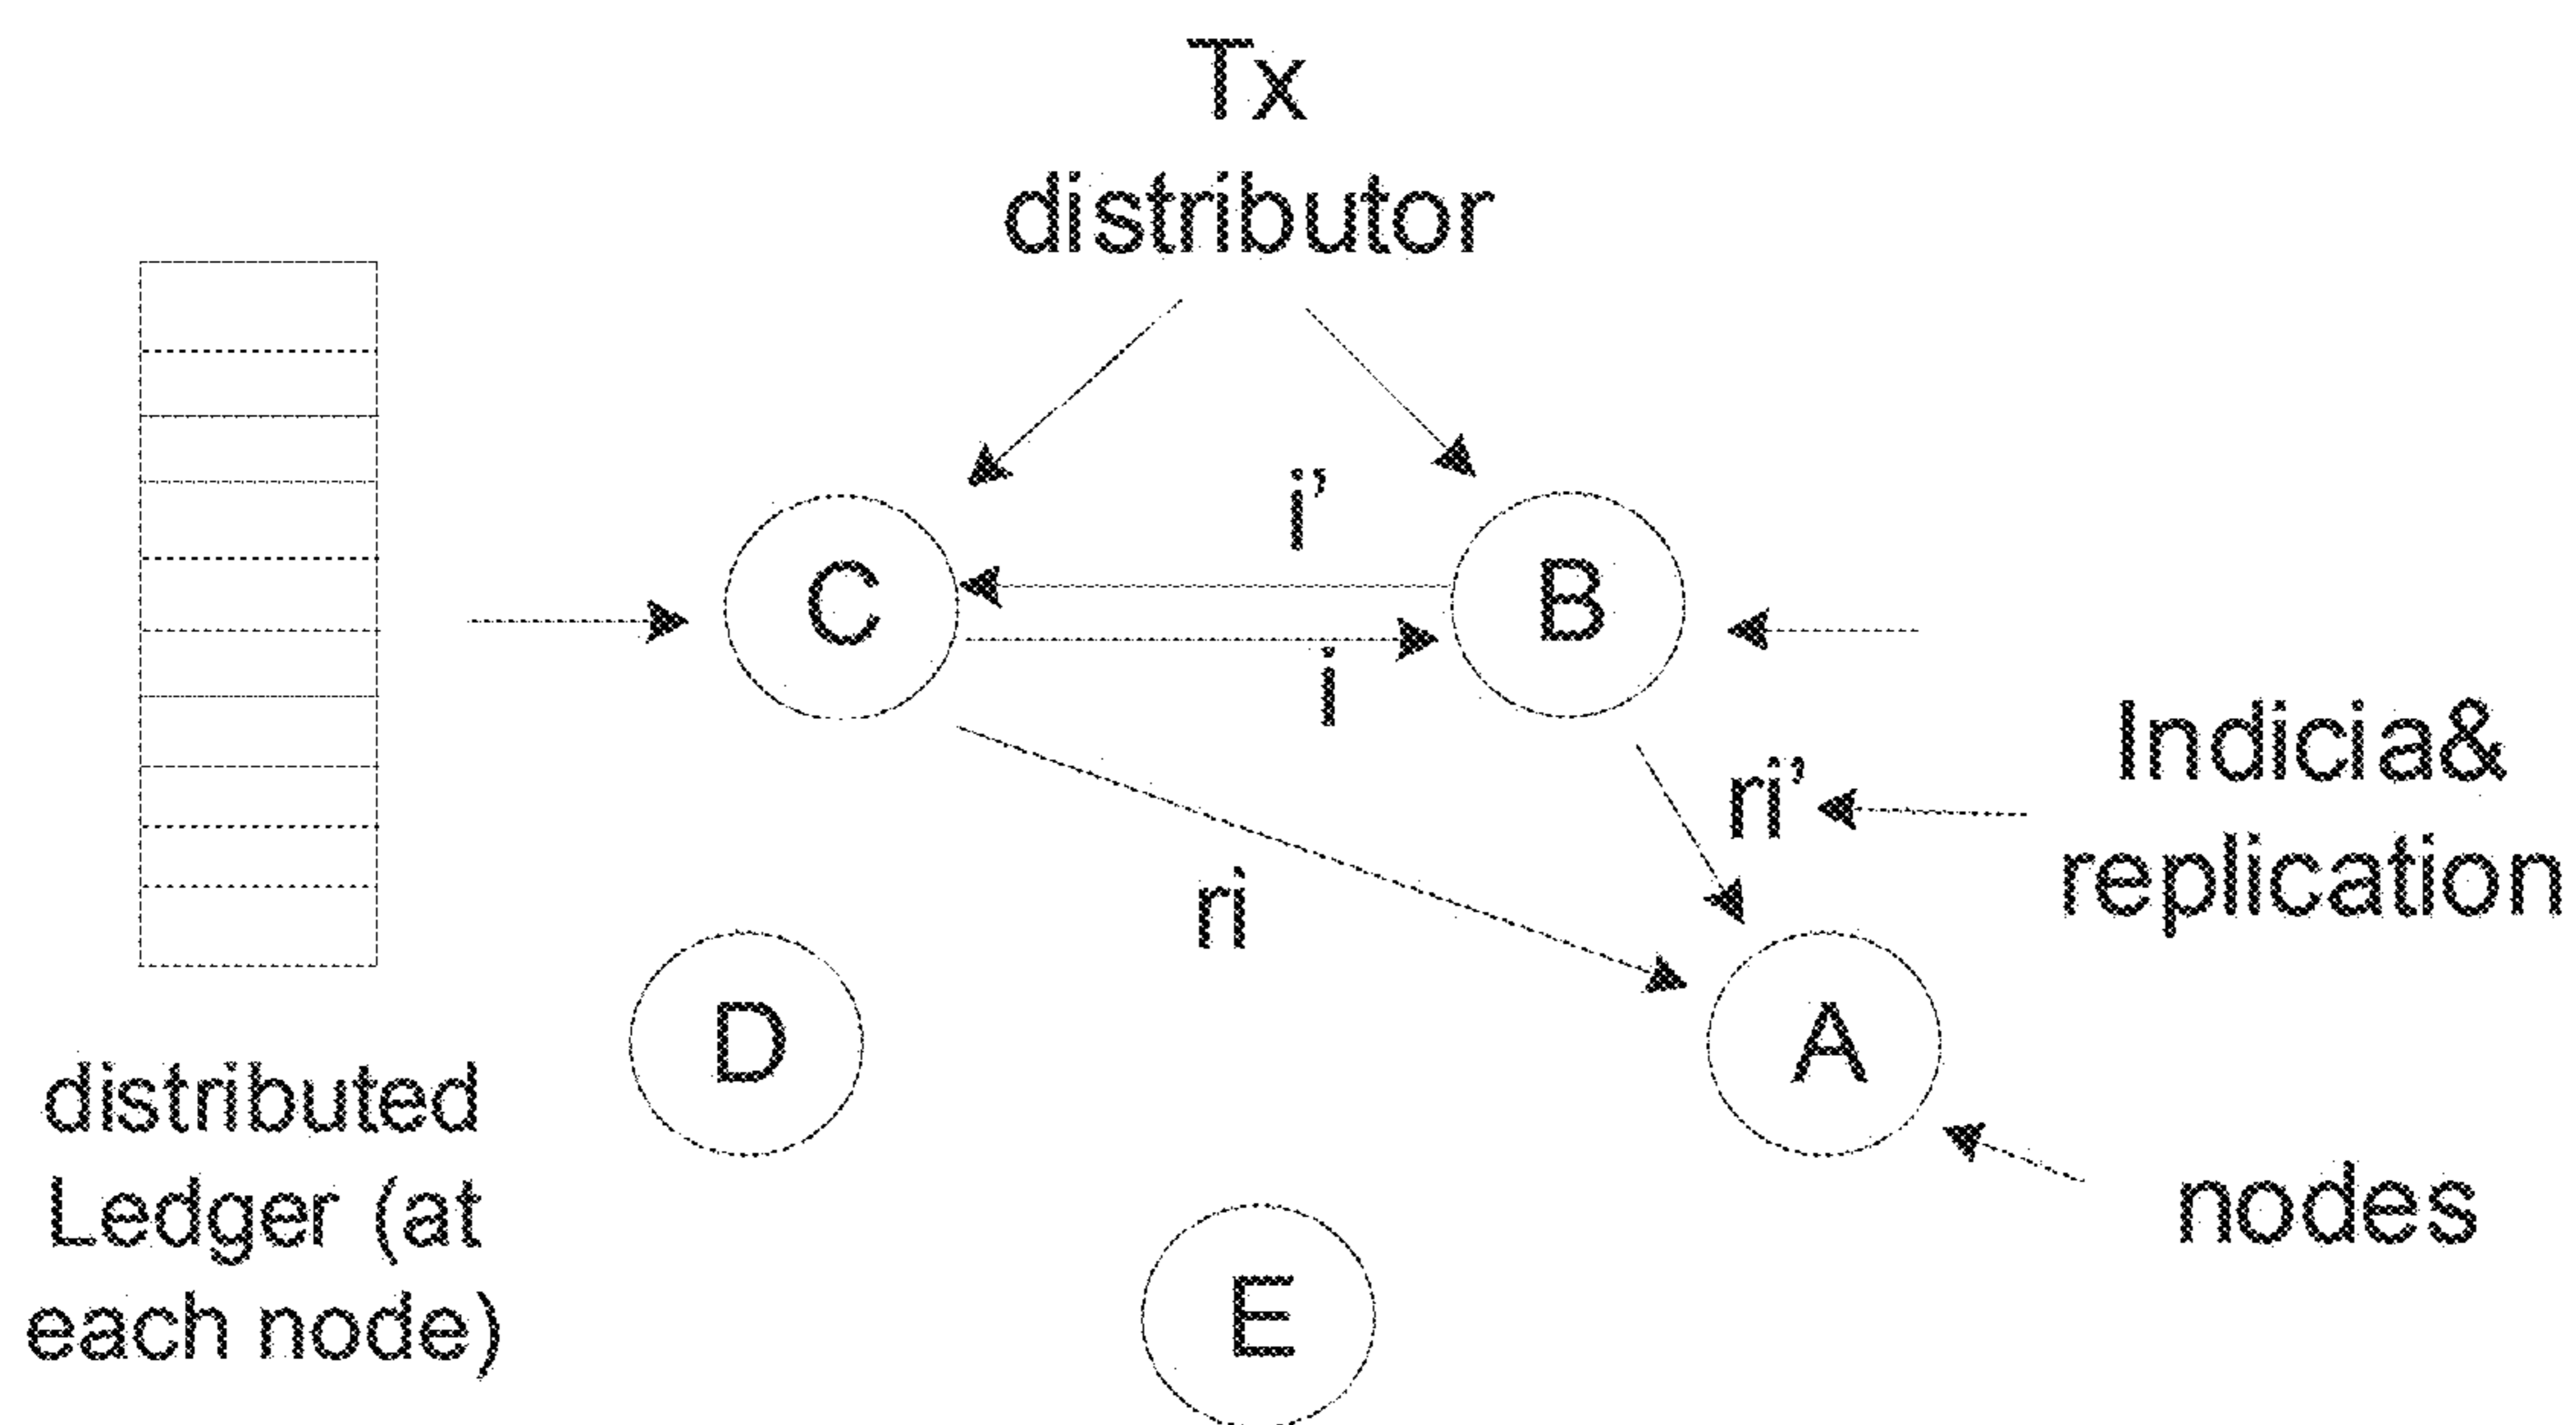 Tx
distributor
i'
C
B
i
Indicia&
replication
ri'
ri
D
A
distributed
Ledger (at
each node)
nodes
E